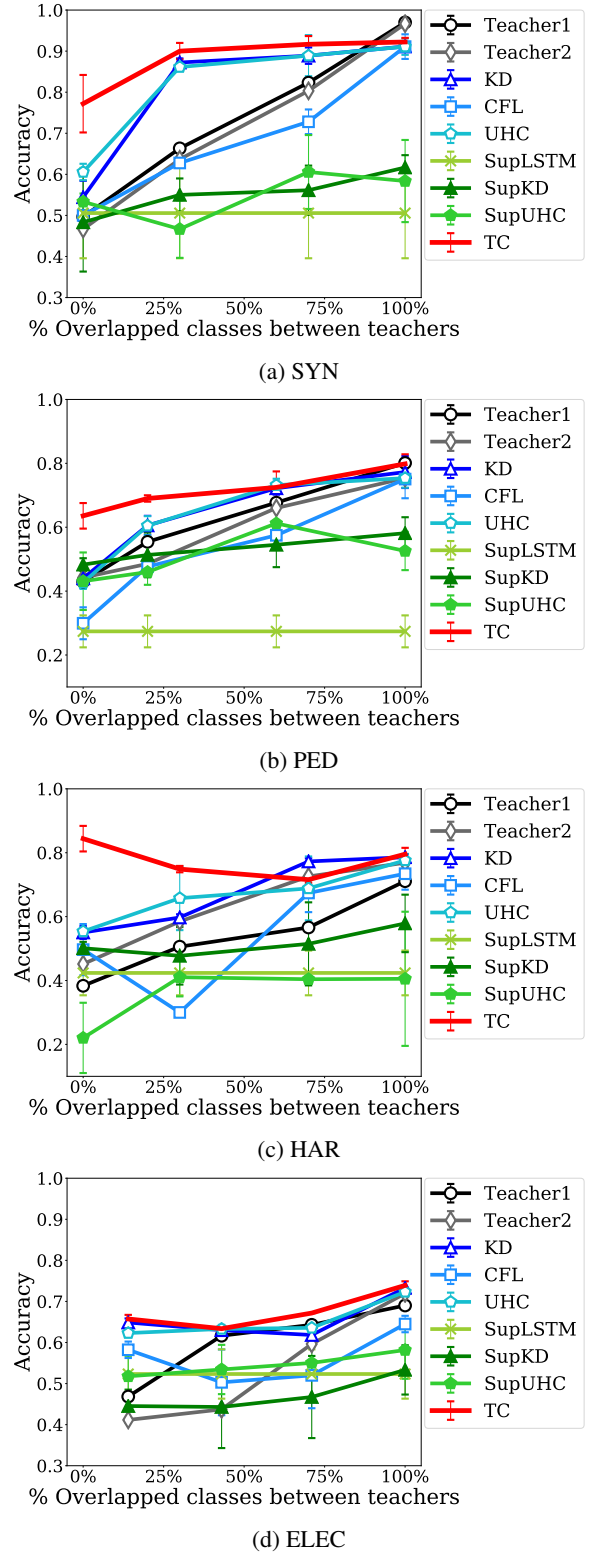 1.0
0.9
0.8
0.7
0.6
0.5
0.4
0.3
Accuracy
0% 25% 50% 75% 100%
% Overlapped classes between teachers
Teacher1
Teacher2
KD
CFL
UHC
SupLSTM
SupKD
SupUHC
TC
(a) SYN
1.0
0.8
0.6
0.4
0.2
Accuracy
0% 25% 50% 75% 100%
% Overlapped classes between teachers
Teacher1
Teacher2
KD
CFL
UHC
SupLSTM
SupKD
SupUHC
TC
(b) PED
1.0
0.8
0.6
0.4
0.2
Accuracy
0% 25% 50% 75% 100%
% Overlapped classes between teachers
Teacher1
Teacher2
KD
CFL
UHC
SupLSTM
SupKD
SupUHC
TC
(c) HAR
1.0
0.9
0.8
0.7
0.6
0.5
0.4
0.3
Accuracy
0% 25% 50% 75% 100%
% Overlapped classes between teachers
Teacher1
Teacher2
KD
CFL
UHC
SupLSTM
SupKD
SupUHC
TC
(d) ELEC